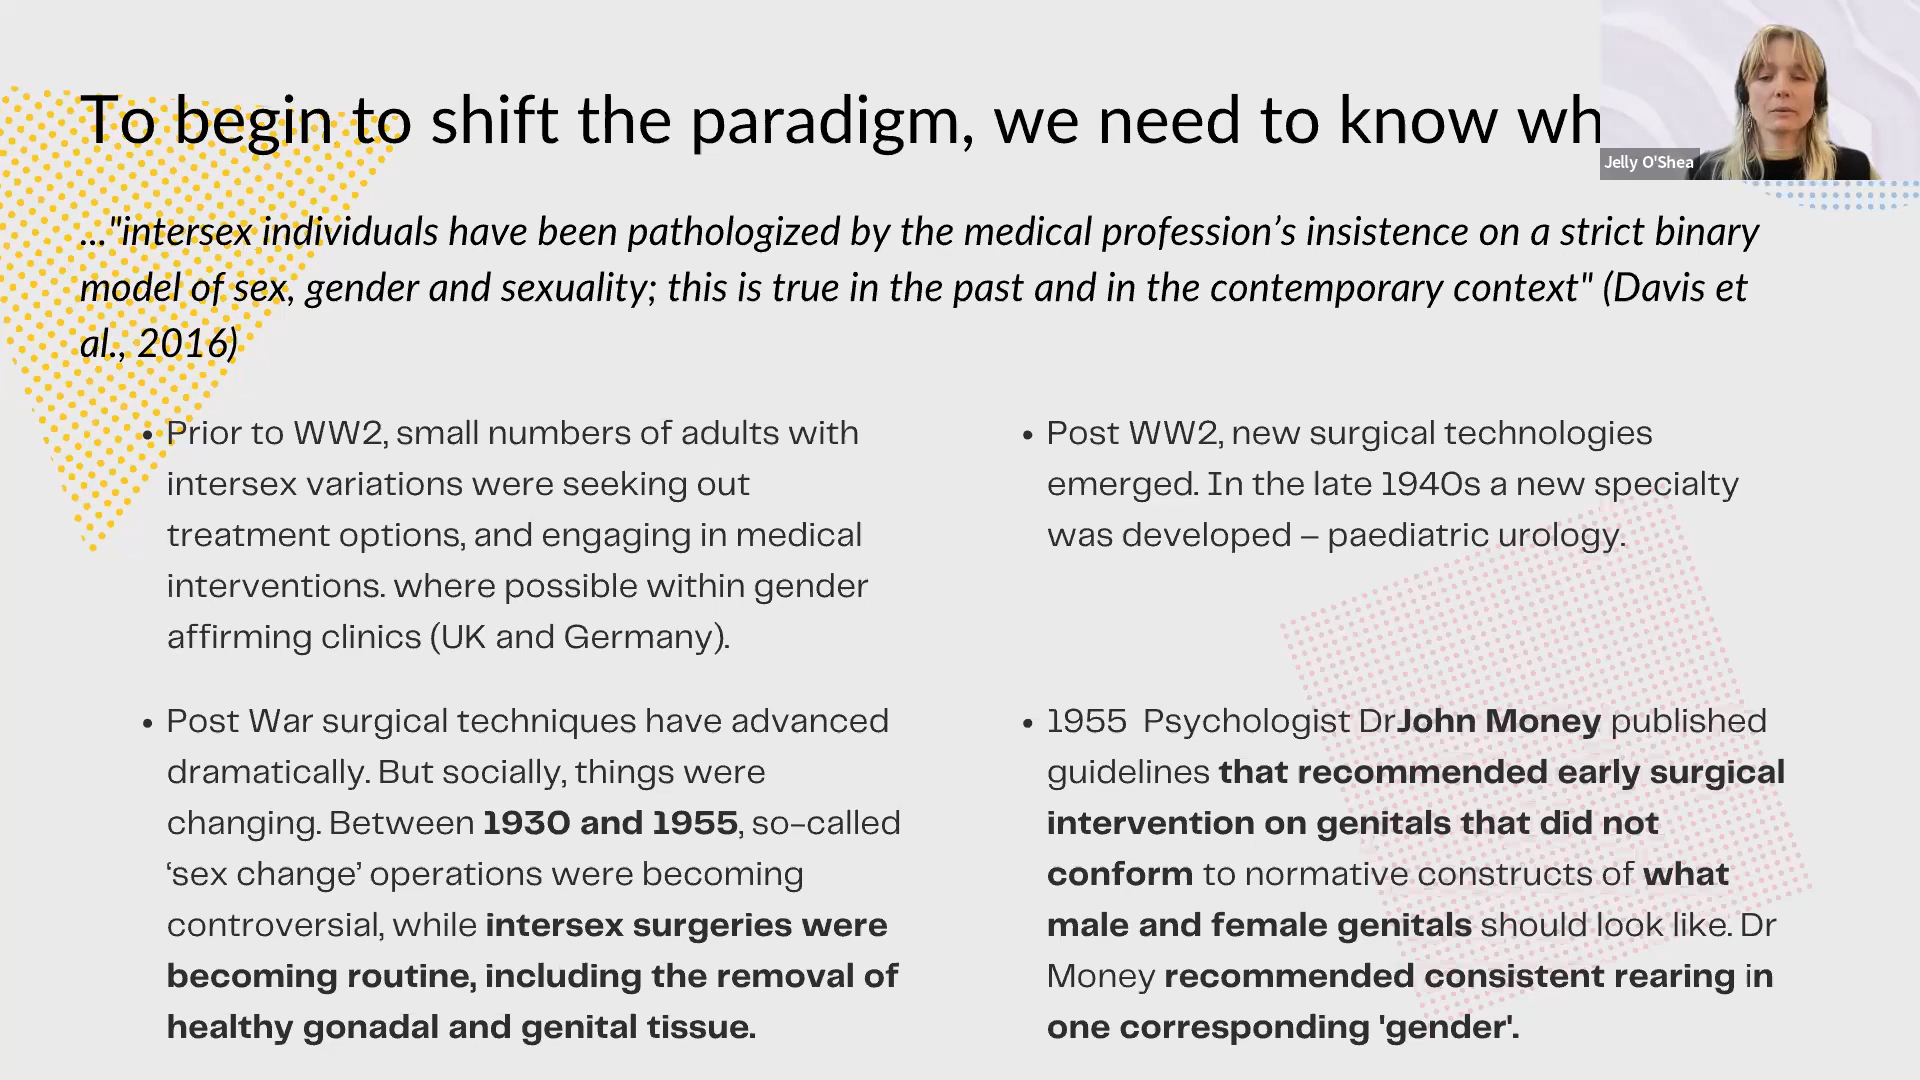 To begin to shift the paradigm, we need to know wh
Jelly O'Shea
..."intersex individuals have been pathologized by the medical profession’s insistence on a strict binary
model of sex, gender and sexuality; this is true in the past and in the contemporary context" (Davis et
al., 2016)
• Prior to WW2, small numbers of adults with
intersex variations were seeking out
treatment options, and engaging in medical
interventions. where possible within gender
affirming clinics (UK and Germany).
• Post War surgical techniques have advanced
dramatically. But socially, things were
changing. Between 1930 and 1955, so-called
‘sex change’ operations were becoming
controversial, while intersex surgeries were
becoming routine, including the removal of
healthy gonadal and genital tissue.
• Post WW2, new surgical technologies
emerged. In the late 1940s a new specialty
was developed – paediatric urology.
• 1955 Psychologist DrJohn Money published
guidelines that recommended early surgical
intervention on genitals that did not
conform to normative constructs of what
male and female genitals should look like. Dr
Money recommended consistent rearing in
one corresponding 'gender'.